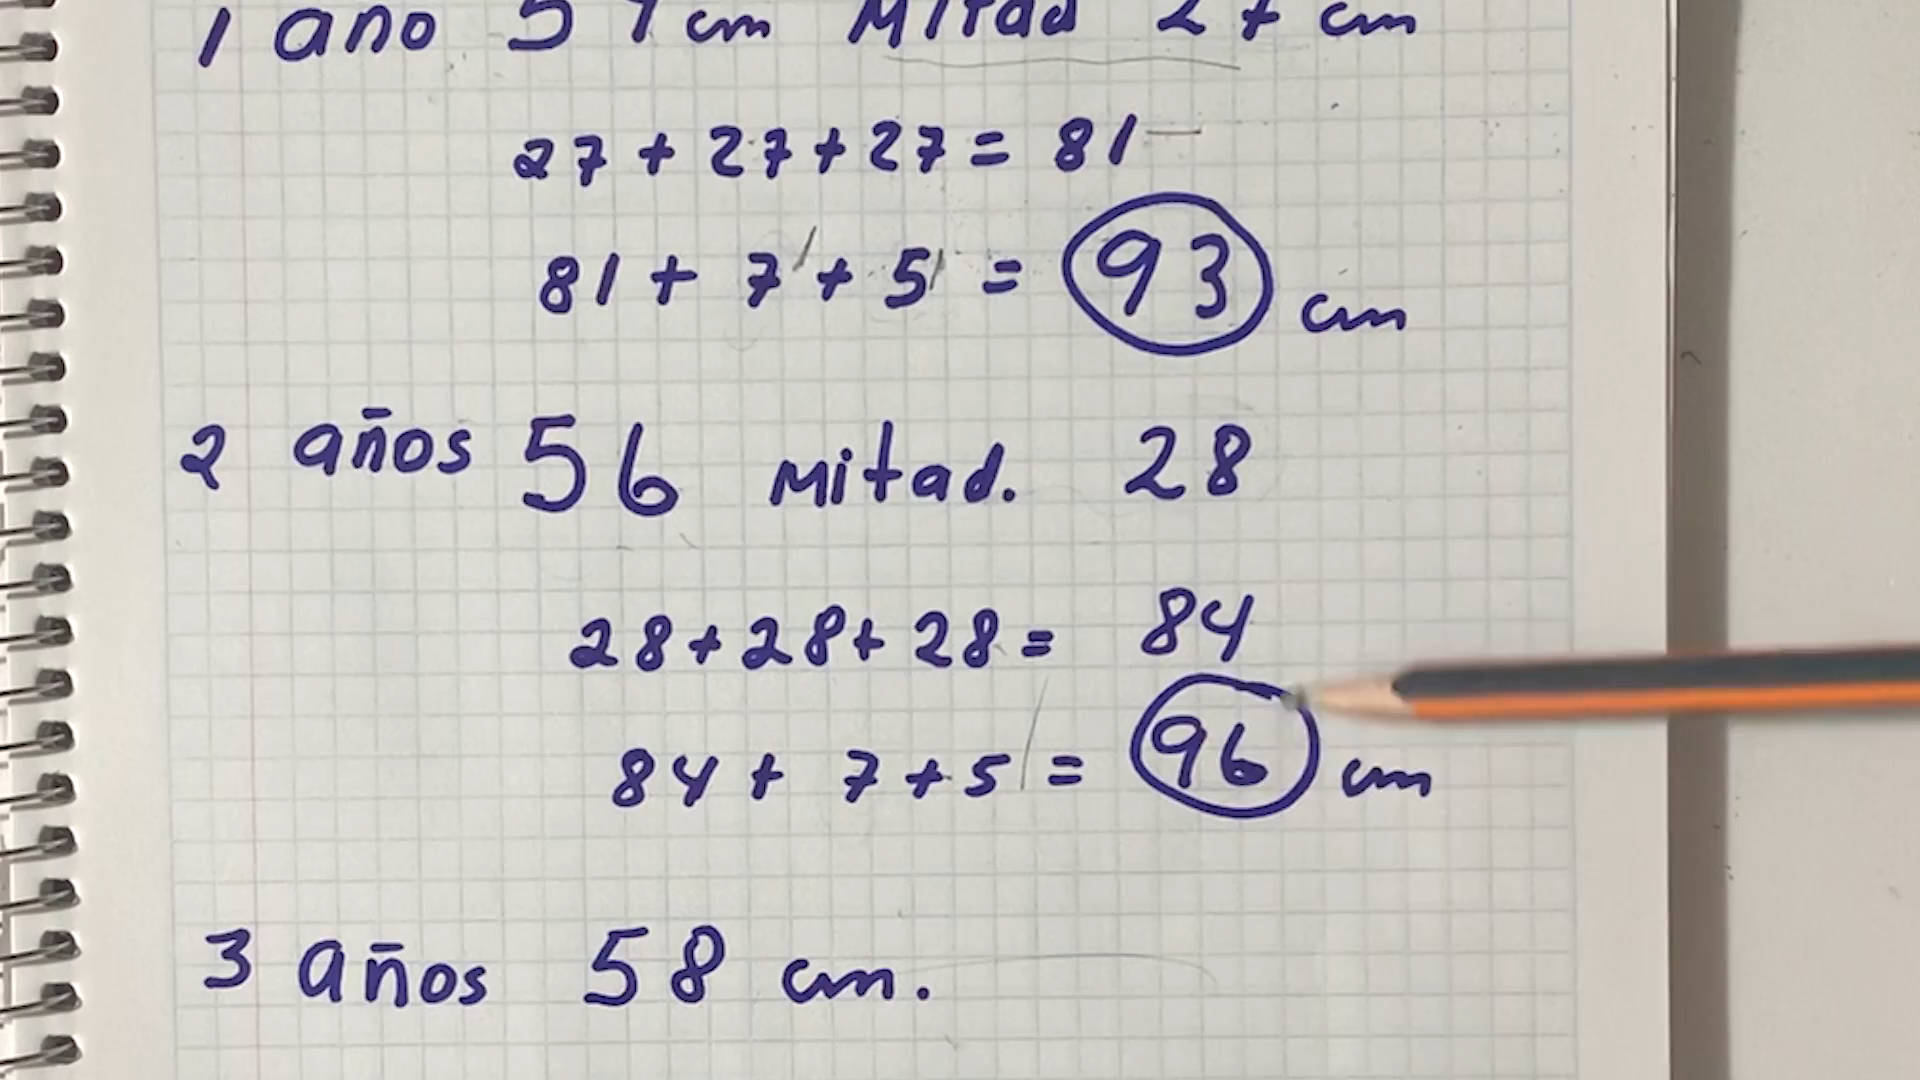 1 año 54 cm Mitad 27 cm
27 + 27 + 27 = 81
81 + 7 + 5 = 93 cm
2 años 56 Mitad. 28
28 + 28 + 28 = 84
84 + 7 + 5 = 96 cm
3 años 58 cm.